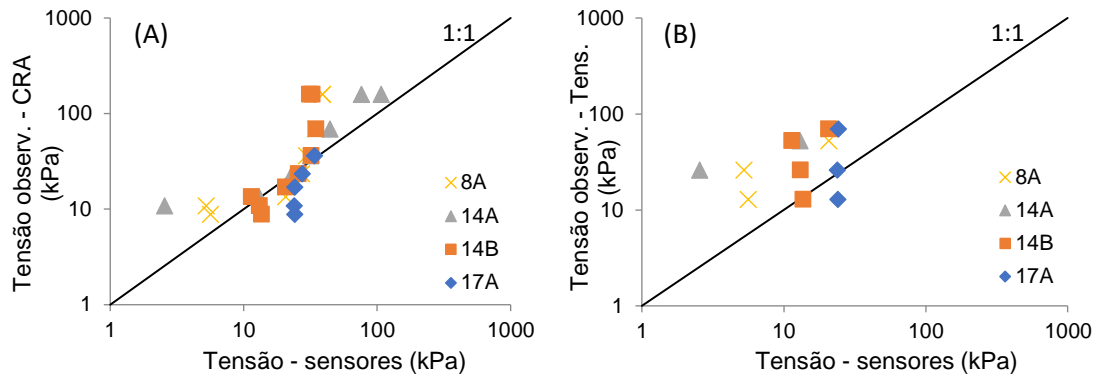 (A)
1:1
Tensão observ. - CRA
(kPa)
1000
100
10
1
8A
14A
14B
17A
1
10
100
1000
Tensão - sensores (kPa)
(B)
1:1
Tensão observ. - Tens.
(kPa)
1000
100
10
1
8A
14A
14B
17A
1
10
100
1000
Tensão - sensores (kPa)